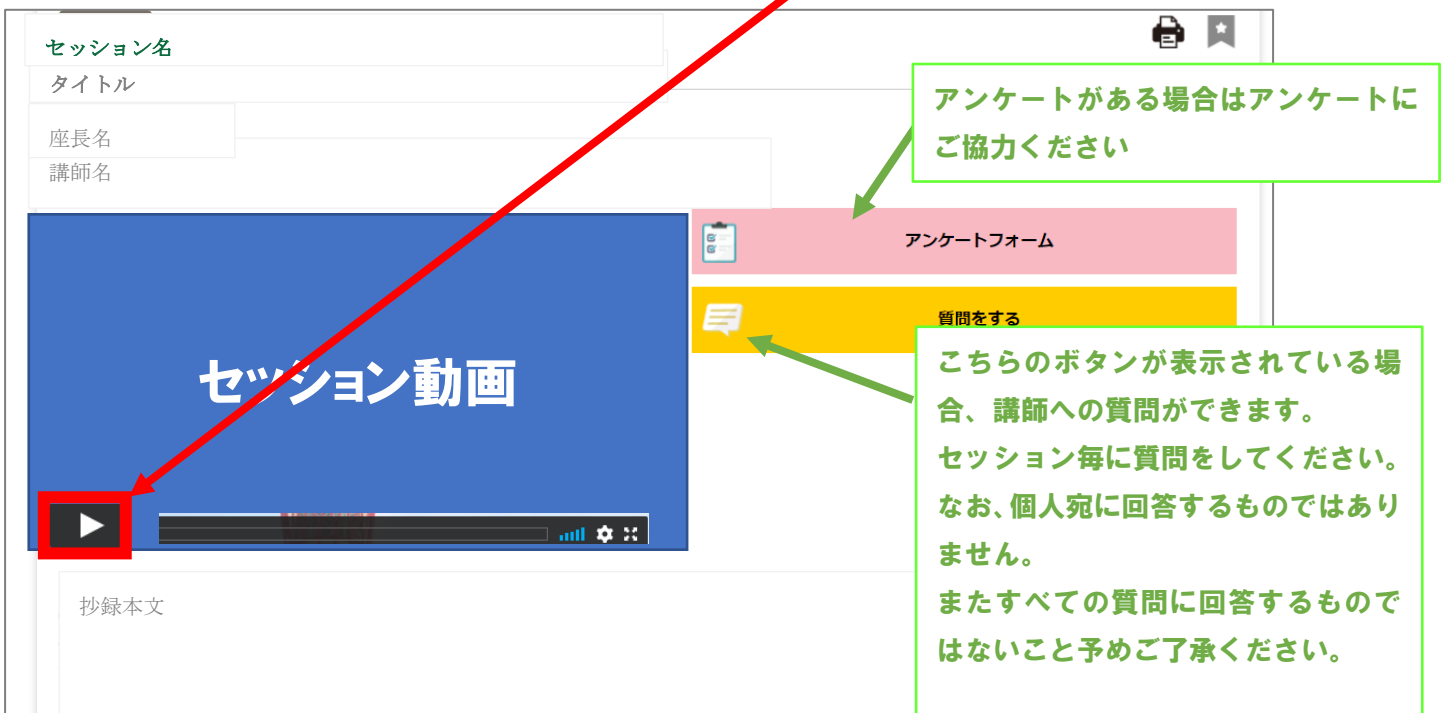 セッション名
タイトル
座長名
講師名
アンケートがある場合はアンケートに
ご協力ください
アンケートフォーム
質問をする
セッション動画
こちらのボタンが表示されている場
合、講師への質問ができます。
セッション毎に質問をしてください。
なお、個人宛に回答するものではあり
ません。
またすべての質問に回答するもので
はないこと予めご了承ください。
抄録本文